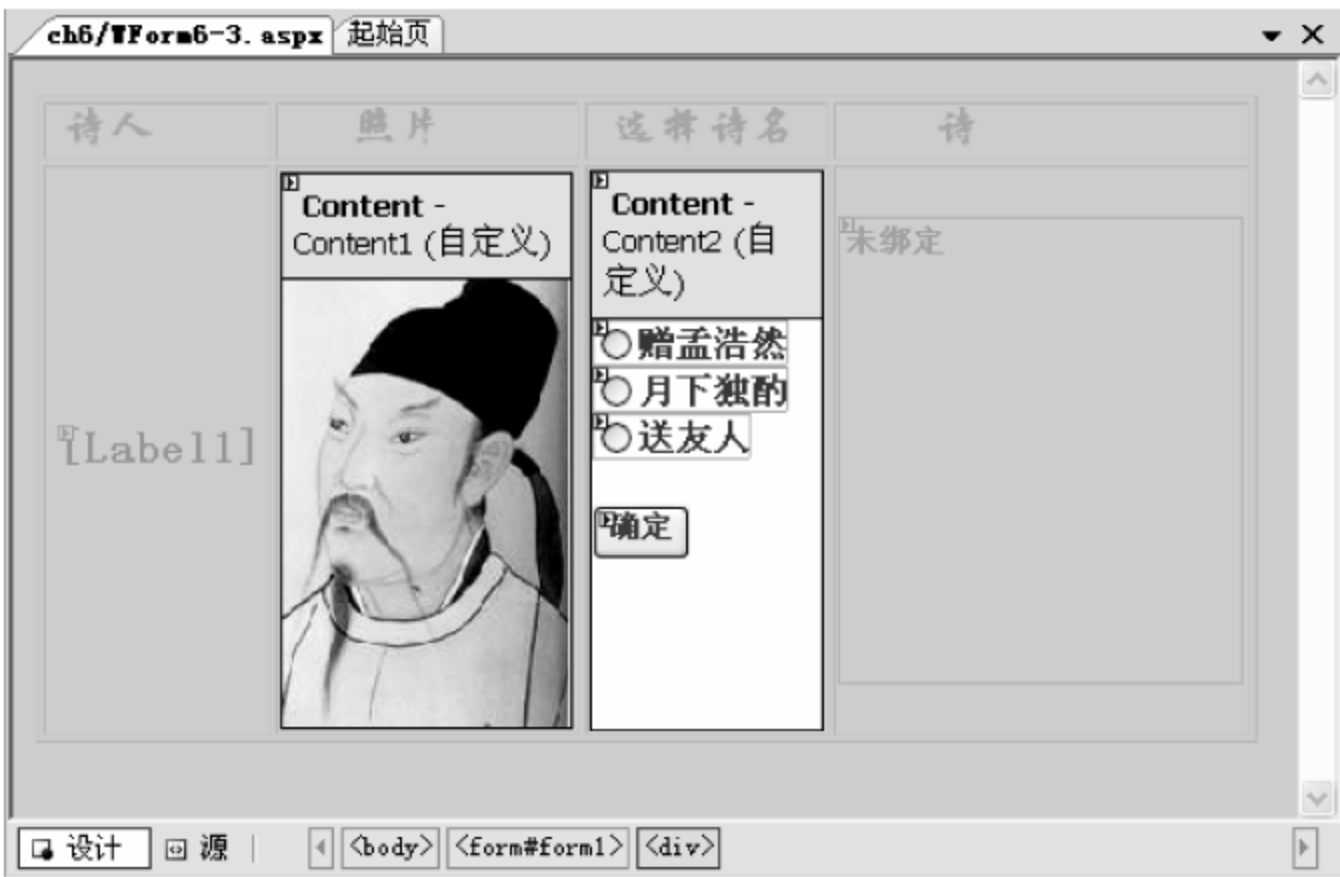 ch6/WForm6-3.aspx 起始页
诗人 照片 选择诗名 诗
Content -
Content1 (自定义)
Content -
Content2 (自
定义)
未绑定
赠孟浩然
月下独酌
送友人
[Label1]
确定
设计 源 <body> <form#form1> <div>